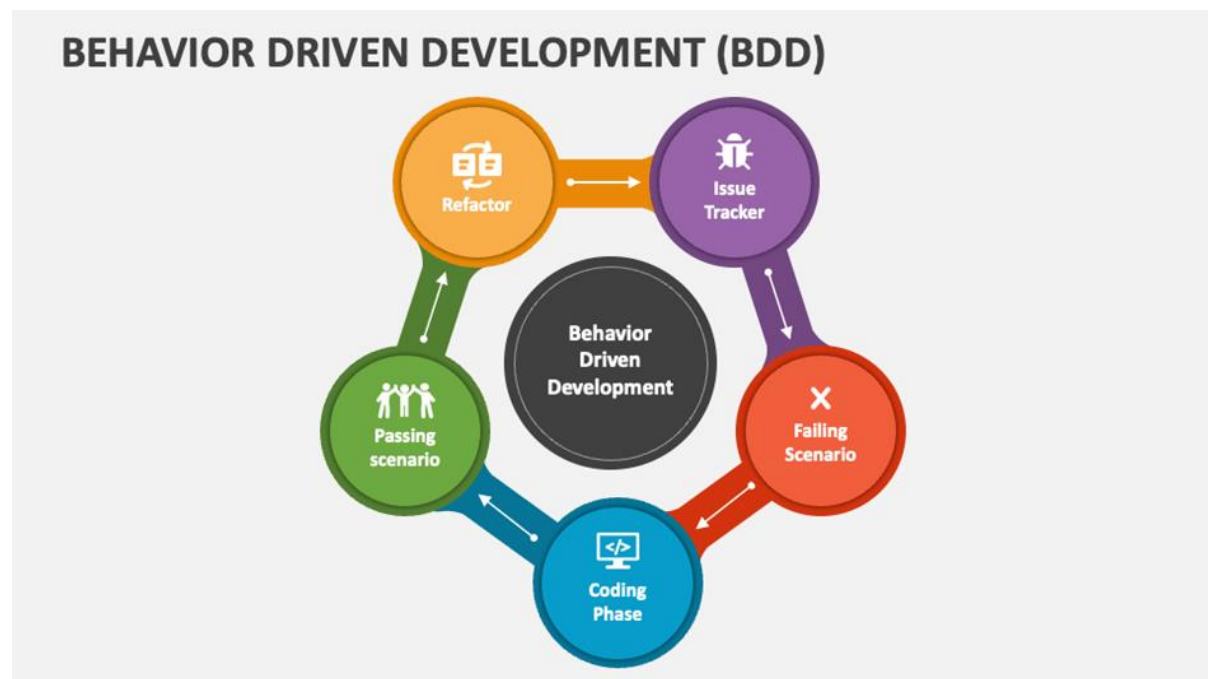 BEHAVIOR DRIVEN DEVELOPMENT (BDD)
Refactor
Issue
Tracker
Behavior
Driven
Development
Passing
scenario
Failing
Scenario
</>
Coding
Phase